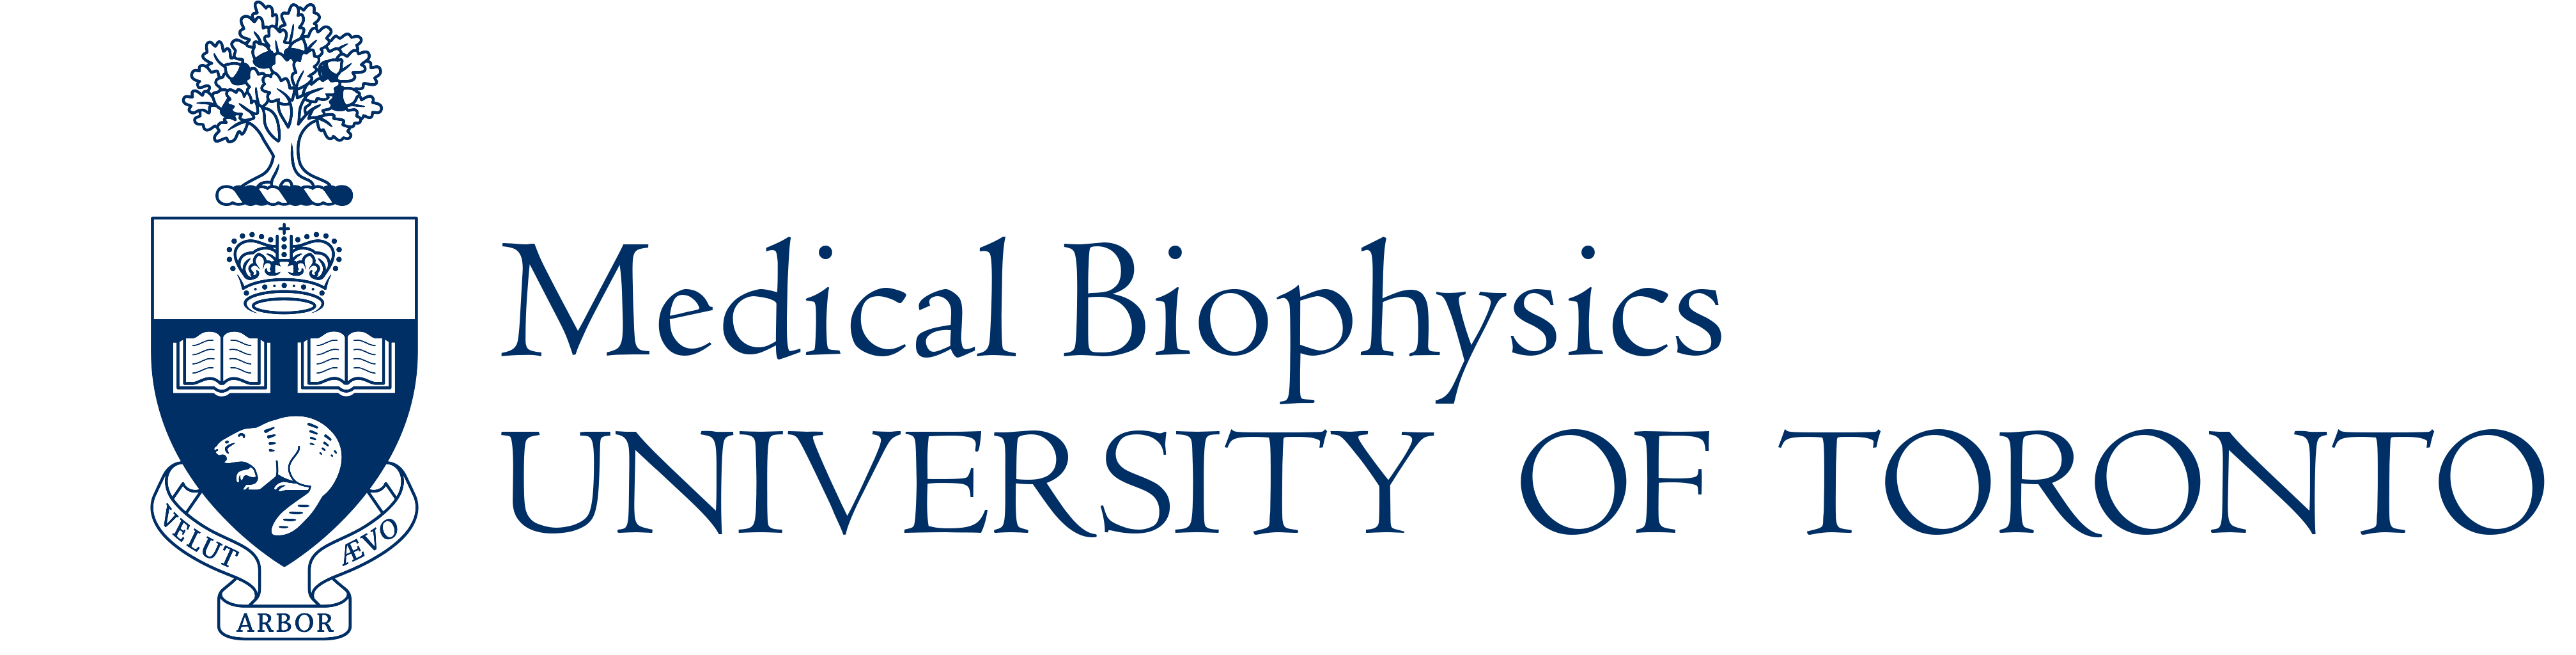 Medical Biophysics
UNIVERSITY OF TORONTO
VELUT ARBOR ÆVO